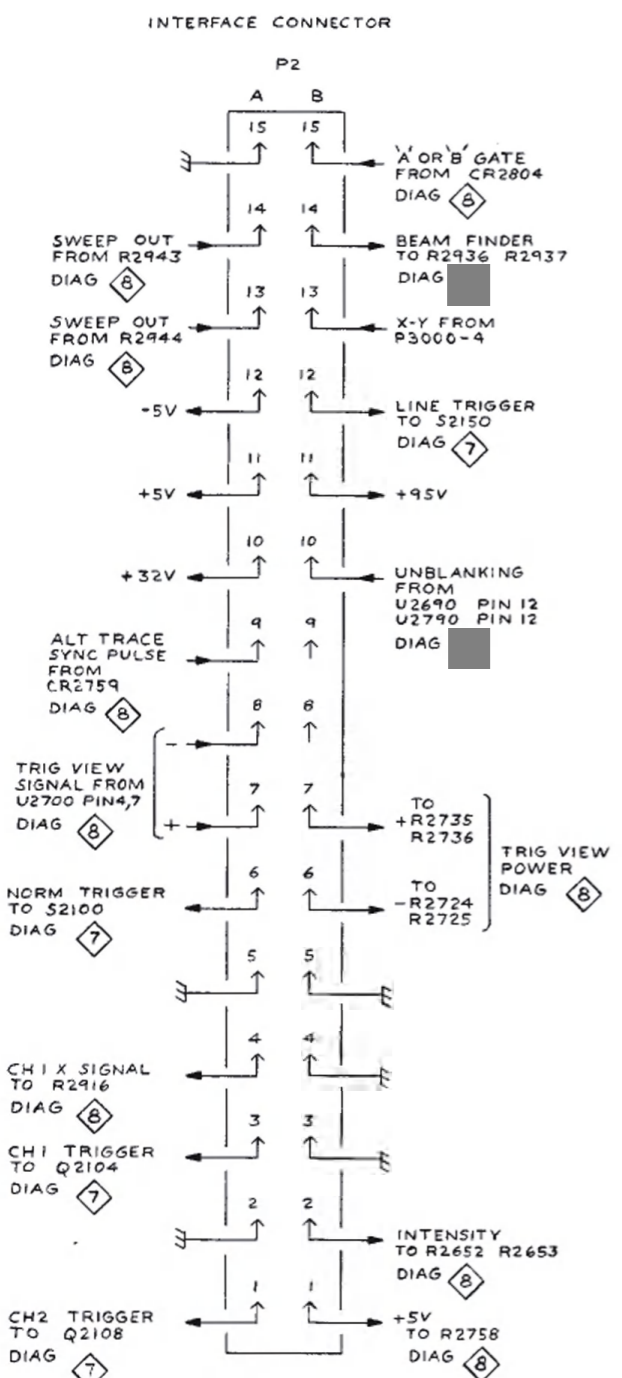 INTERFACE CONNECTOR
P2
A B
15 15
'A' OR 'B' GATE
FROM CR2804
DIAG 8
14 14
SWEEP OUT
FROM R2943
DIAG 8
BEAM FINDER
TO R2936 R2937
DIAG
13 13
SWEEP OUT
FROM R2944
DIAG 8
X-Y FROM
P3000-4
12 12
-5V
LINE TRIGGER
TO S2150
DIAG 7
11 11
+5V
+95V
10 10
+32V
UNBLANKING
FROM
U2690 PIN 12
U2790 PIN 12
DIAG
9 9
ALT TRACE
SYNC PULSE
FROM
CR2759
DIAG 8
8 8
-
TRIG VIEW
SIGNAL FROM
U2700 PIN 4,7
DIAG 8
7 7
+
TO
+R2735
R2736
TRIG VIEW
POWER
DIAG 8
6 6
NORM TRIGGER
TO S2100
DIAG 7
TO
-R2724
R2725
5 5
4 4
CH 1 X SIGNAL
TO R2916
DIAG 8
3 3
CH1 TRIGGER
TO Q2104
DIAG 7
2 2
INTENSITY
TO R2652 R2653
DIAG 8
1 1
CH2 TRIGGER
TO Q2108
DIAG 7
+5V
TO R2758
DIAG 8